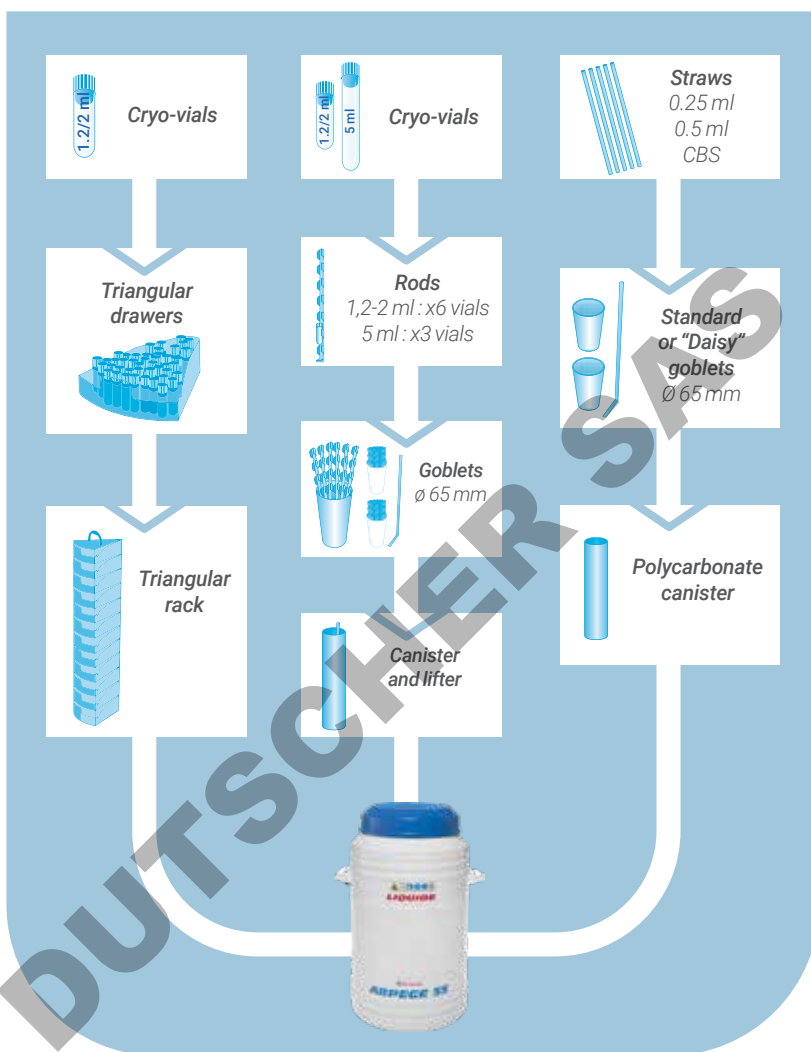 1.2/2 ml
Cryo-vials
Triangular
drawers
Triangular
rack
1.2/2 ml
5 ml
Cryo-vials
Rods
1,2-2 ml : x6 vials
5 ml : x3 vials
Goblets
ø 65 mm
Canister
and lifter
Straws
0.25 ml
0.5 ml
CBS
Standard
or "Daisy"
goblets
Ø 65 mm
Polycarbonate
canister
LIQUIDE
ARPEGE 55
DUTSCHER SAS